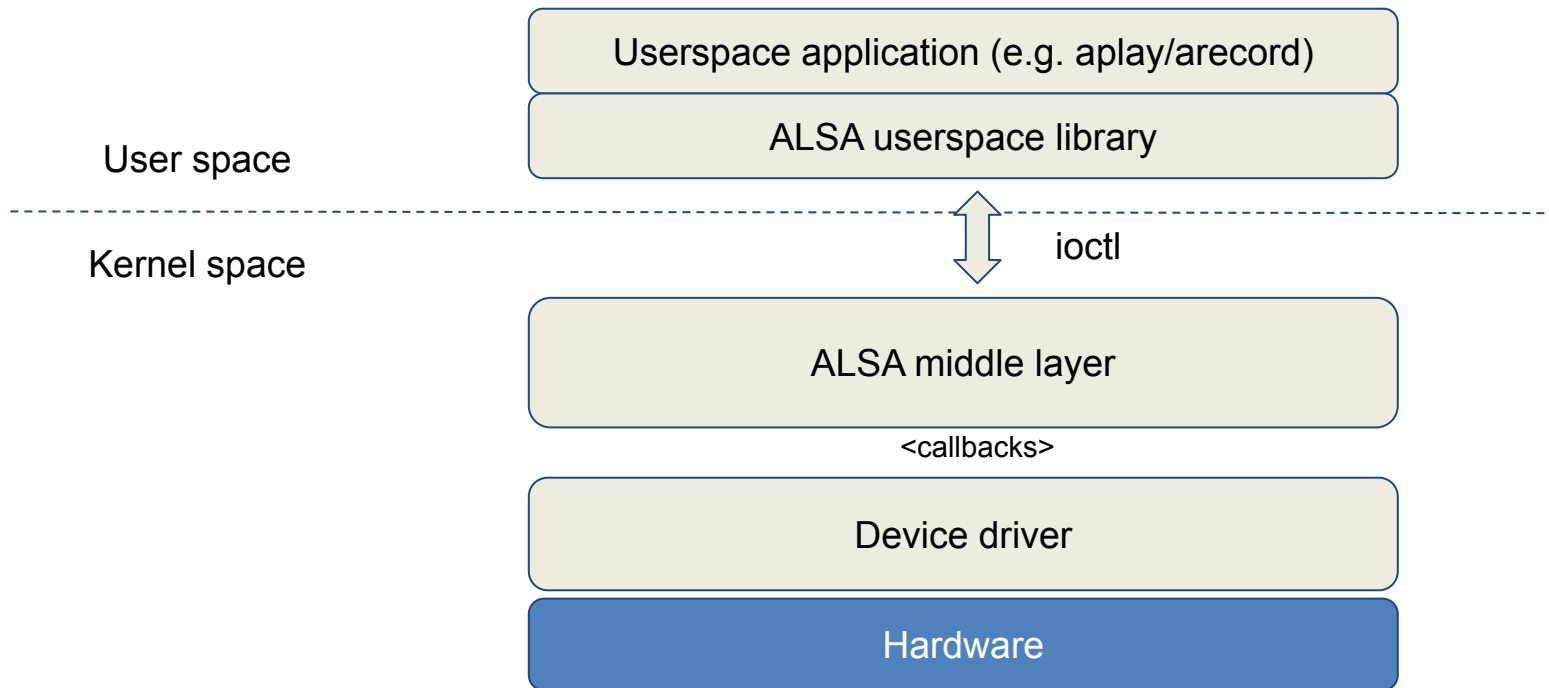 Userspace application (e.g. aplay/arecord)
ALSA userspace library
User space
ioctl
Kernel space
ALSA middle layer
<callbacks>
Device driver
Hardware